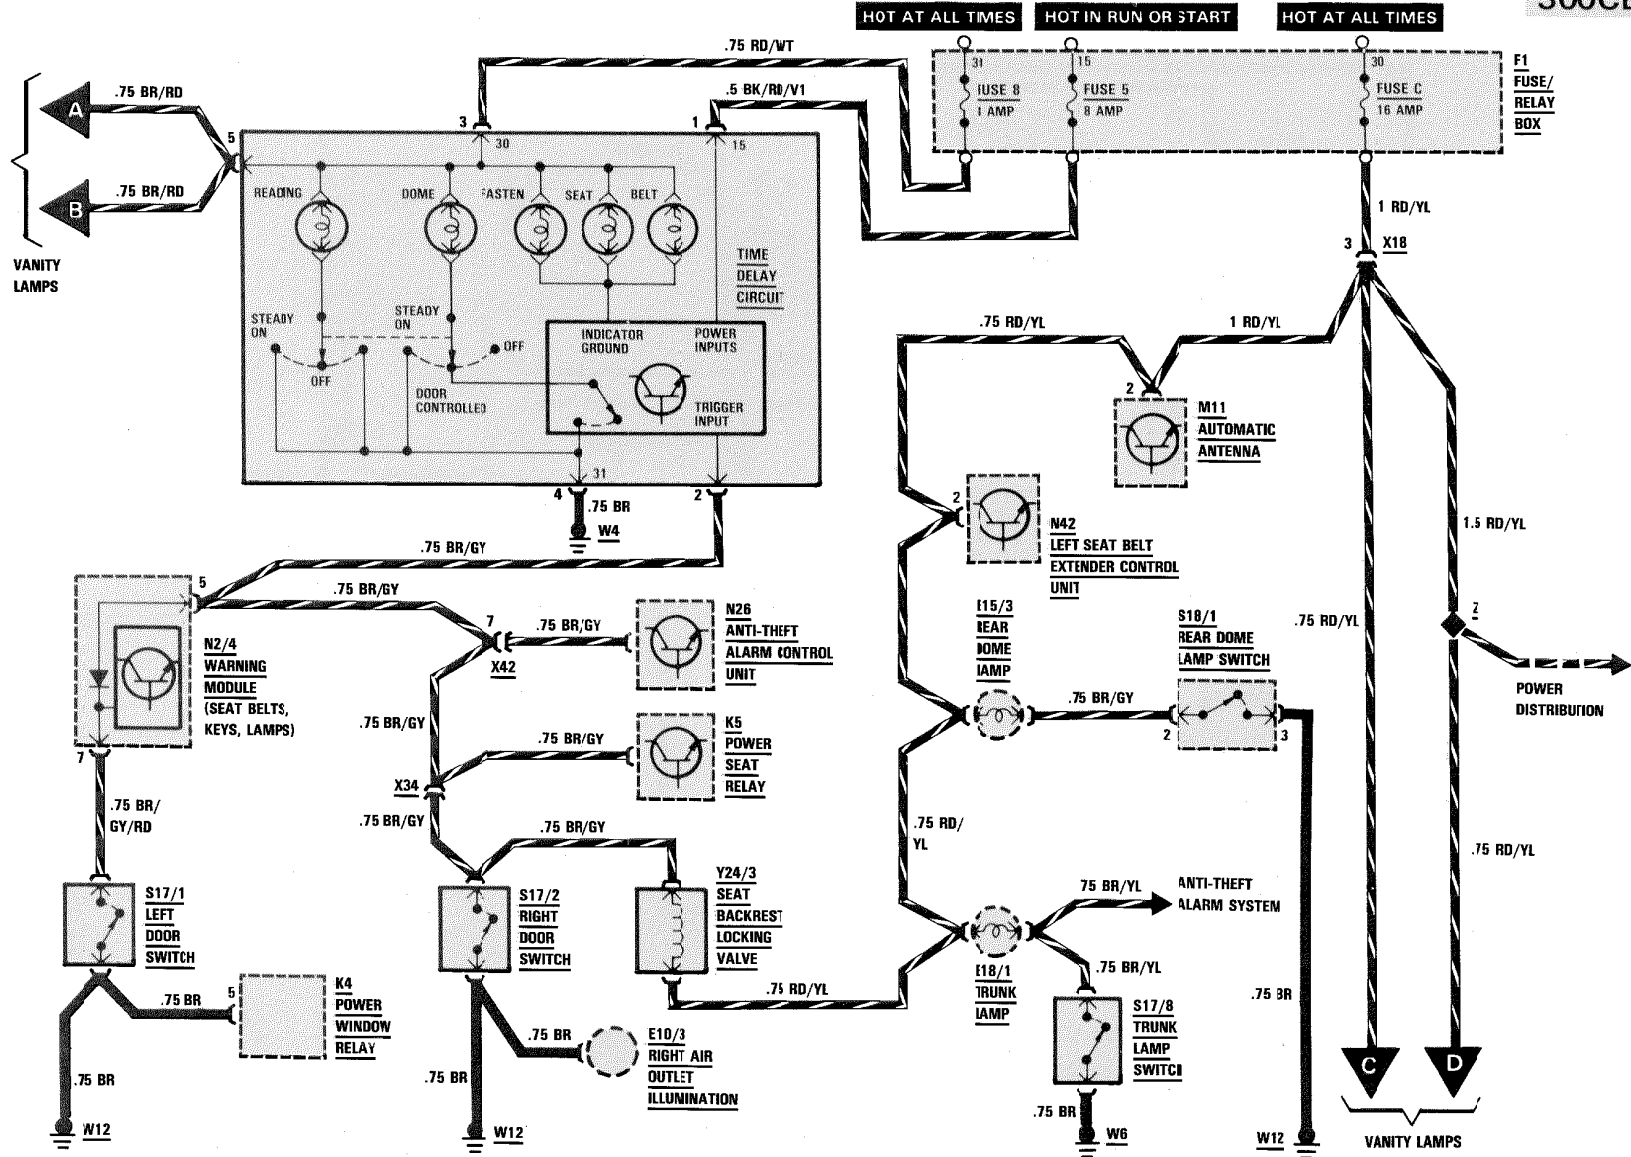 HOT AT ALL TIMES
HOT IN RUN OR START
HOT AT ALL TIMES
.75 RD/WT
31
15
30
F1
FUSE/
RELAY
BOX
FUSE 5
8 AMP
FUSE C
16 AMP
A
.75 BR/RD
.5 BK/RD/V1
5
3
30
1
15
B
.75 BR/RD
VANITY
LAMPS
READING
DOME
SEAT
BELT
TIME
DELAY
CIRCUIT
1 RD/YL
3
X18
STEADY
ON
STEADY
ON
OFF
OFF
DOOR
CONTROLLED
INDICATOR
GROUND
POWER
INPUTS
TRIGGER
INPUT
.75 RD/YL
1 RD/YL
2
M11
AUTOMATIC
ANTENNA
4
31
2
.75 BR
W4
2
N42
LEFT SEAT BELT
EXTENDER CONTROL
UNIT
1.5 RD/YL
.75 BR/GY
.75 BR/GY
5
N2/4
WARNING
MODULE
(SEAT BELTS,
KEYS, LAMPS)
7
7
X42
.75 BR/GY
N26
ANTI-THEFT
ALARM CONTROL
UNIT
S18/1
REAR DOME
LAMP SWITCH
.75 RD/YL
2
POWER
DISTRIBUTION
.75 BR/GY
2
3
.75 BR/GY
.75 BR/GY
K5
POWER
SEAT
RELAY
X34
.75 BR/GY
.75 BR/GY
.75 BR/
GY/RD
.75 RD/
YL
.75 RD/YL
S17/1
LEFT
DOOR
SWITCH
S17/2
RIGHT
DOOR
SWITCH
Y24/3
SEAT
BACKREST
LOCKING
VALVE
75 BR/YL
ANTI-THEFT
ALARM SYSTEM
.75 BR/YL
.75 RD/YL
.75 BR
5
K4
POWER
WINDOW
RELAY
.75 BR
E10/3
RIGHT AIR
OUTLET
ILLUMINATION
S17/8
TRUNK
LAMP
.75 BR
.75 BR
.75 BR
.75 BR
W12
W12
W6
W12
C
D
VANITY LAMPS